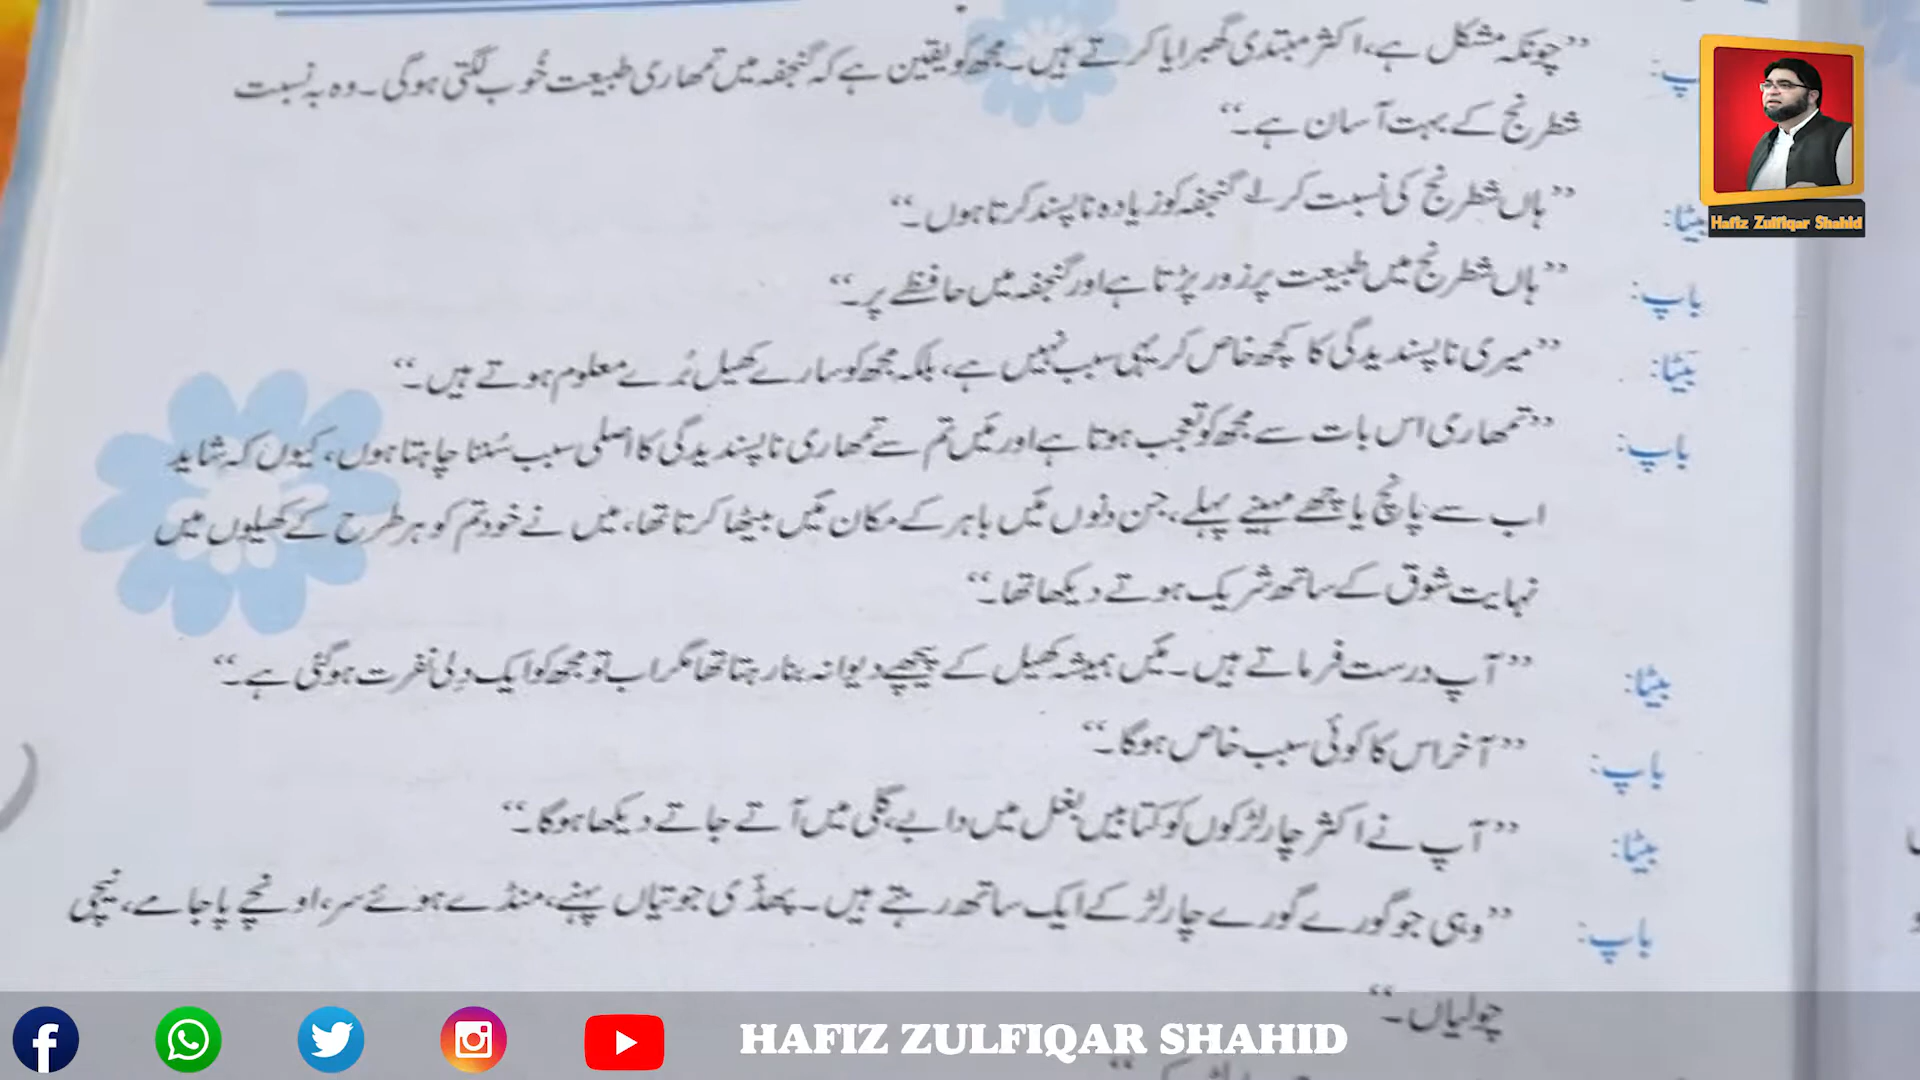 باپ: ”چونکہ مشکل ہے، اکثر مبتدی گھبرایا کرتے ہیں۔ مجھ کو یقین ہے کہ گنجفہ میں تمھاری طبیعت خُوب لگتی ہوگی۔ وہ بہ نسبت
شطرنج کے بہت آسان ہے۔“
بیٹا: ”ہاں شطرنج کی نسبت کر لے گنجفہ کو زیادہ ناپسند کرتا ہوں۔“
باپ: ”ہاں شطرنج میں طبیعت پر زور پڑتا ہے اور گنجفہ میں حافظے پر۔“
بیٹا: ”میری ناپسندیدگی کا کچھ خاص کر یہی سبب نہیں ہے، بلکہ مجھ کو سارے کھیل بُرے معلوم ہوتے ہیں۔“
باپ: ”تمھاری اس بات سے مجھ کو تعجب ہوتا ہے اور مَیں تم سے تمھاری ناپسندیدگی کا اصلی سبب سُننا چاہتا ہوں، کیوں کہ شاید
اب سے پانچ یا چھے مہینے پہلے، جن دنوں مَیں باہر کے مکان مَیں بیٹھا کرتا تھا، میں نے خود تم کو ہر طرح کے کھیلوں میں
نہایت شوق کے ساتھ شریک ہوتے دیکھا تھا۔“
بیٹا: ”آپ درست فرماتے ہیں۔ مَیں ہمیشہ کھیل کے پیچھے دیوانہ بنا رہتا تھا مگر اب تو مجھ کو ایک دِلی نفرت ہوگئی ہے۔“
باپ: ”آخر اس کا کوئی سبب خاص ہوگا۔“
بیٹا: ”آپ نے اکثر چار لڑکوں کو کتابیں بغل میں دابے، گلی میں آتے جاتے دیکھا ہوگا۔“
باپ: ”وہی جو گورے گورے چار لڑکے ایک ساتھ رہتے ہیں۔ پھڈی جوتیاں پہنے، منڈے ہوئے سر، اونچے پاجامے، نیچی
چولیاں۔“
Hafiz Zulfiqar Shahid
HAFIZ ZULFIQAR SHAHID